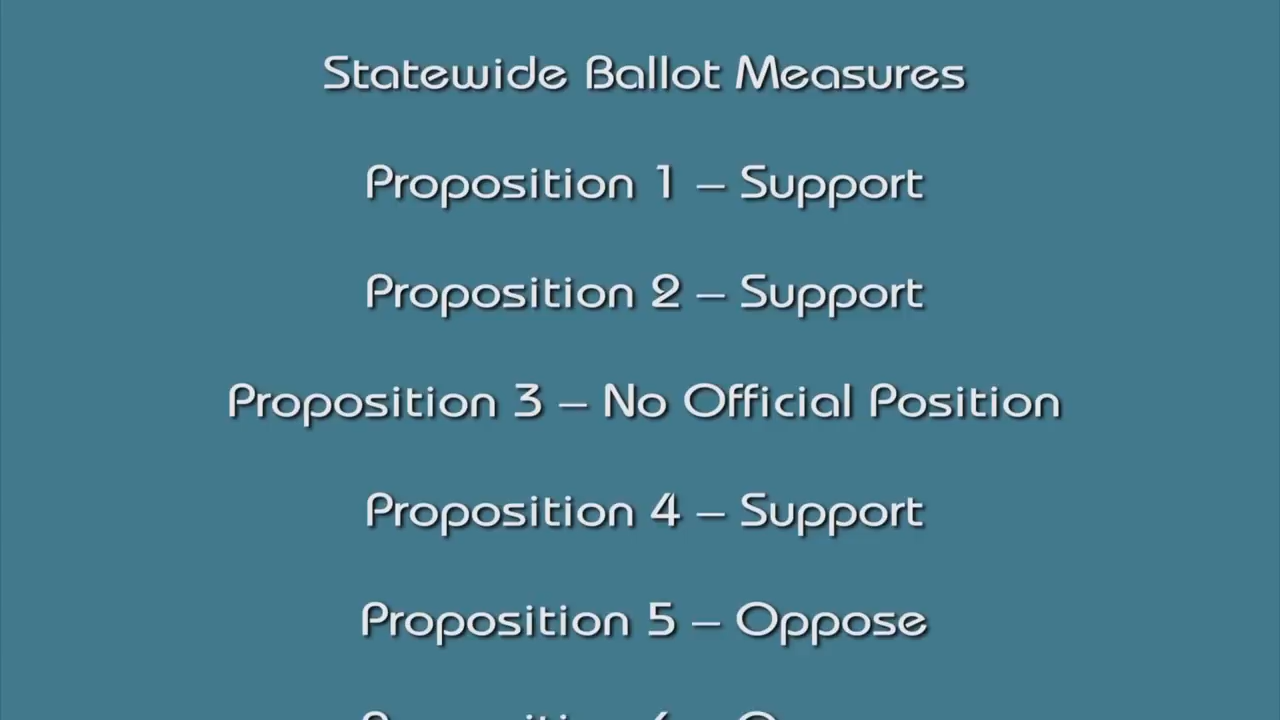 Statewide Ballot Measures
Proposition 1 – Support
Proposition 2 – Support
Proposition 3 – No Official Position
Proposition 4 – Support
Proposition 5 – Oppose